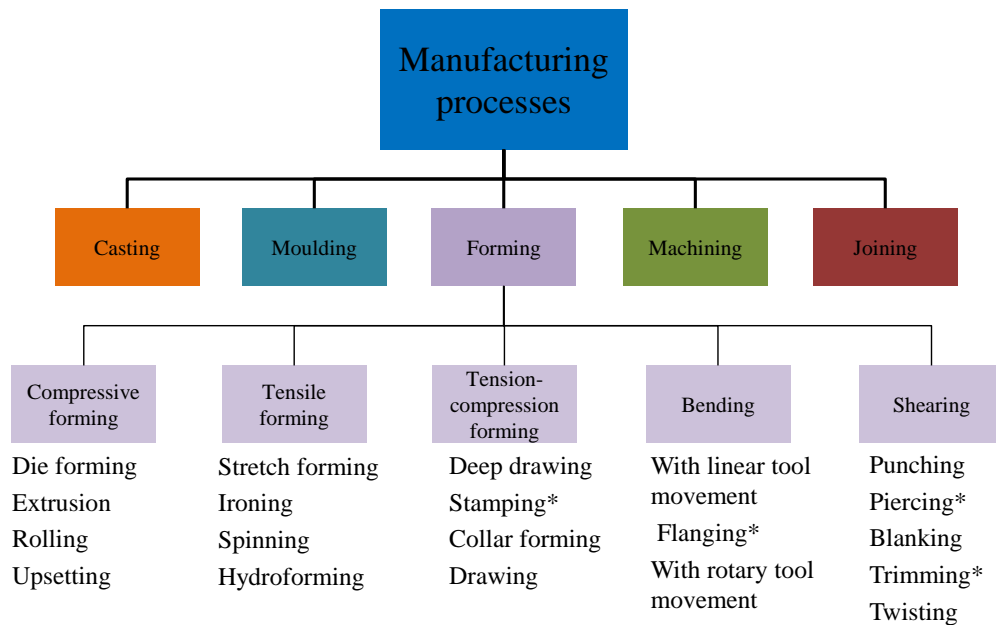 Manufacturing
processes
Casting
Moulding
Forming
Machining
Joining
Compressive
forming
Tensile
forming
Tension-
compression
forming
Bending
Shearing
Die forming
Extrusion
Rolling
Upsetting
Stretch forming
Ironing
Spinning
Hydroforming
Deep drawing
Stamping*
Collar forming
Drawing
With linear tool
movement
Flanging*
With rotary tool
movement
Punching
Piercing*
Blanking
Trimming*
Twisting